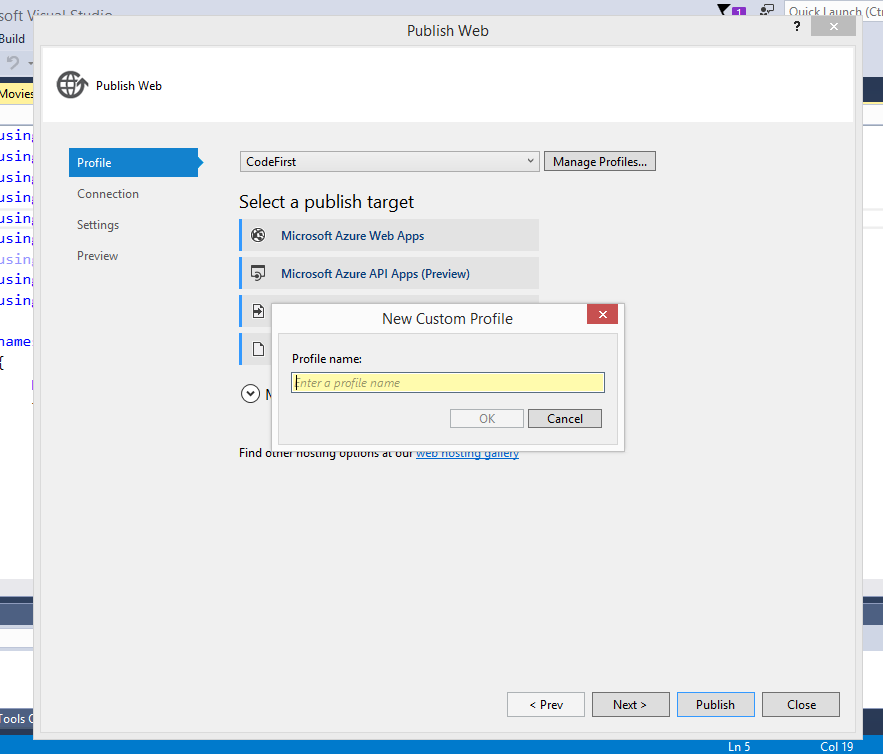 soft Visual Studio
1
Quick Launch (Ct
Publish Web
?
Build
Publish Web
Movies
using
using
using
using
using
using
using
using
using
name
{
Profile
Connection
Settings
Preview
CodeFirst
Manage Profiles...
Select a publish target
Microsoft Azure Web Apps
Microsoft Azure API Apps (Preview)
New Custom Profile
Profile name:
Enter a profile name
OK
Cancel
Find other hosting options at our web hosting gallery
< Prev
Next >
Publish
Close
Tools
Ln 5
Col 19